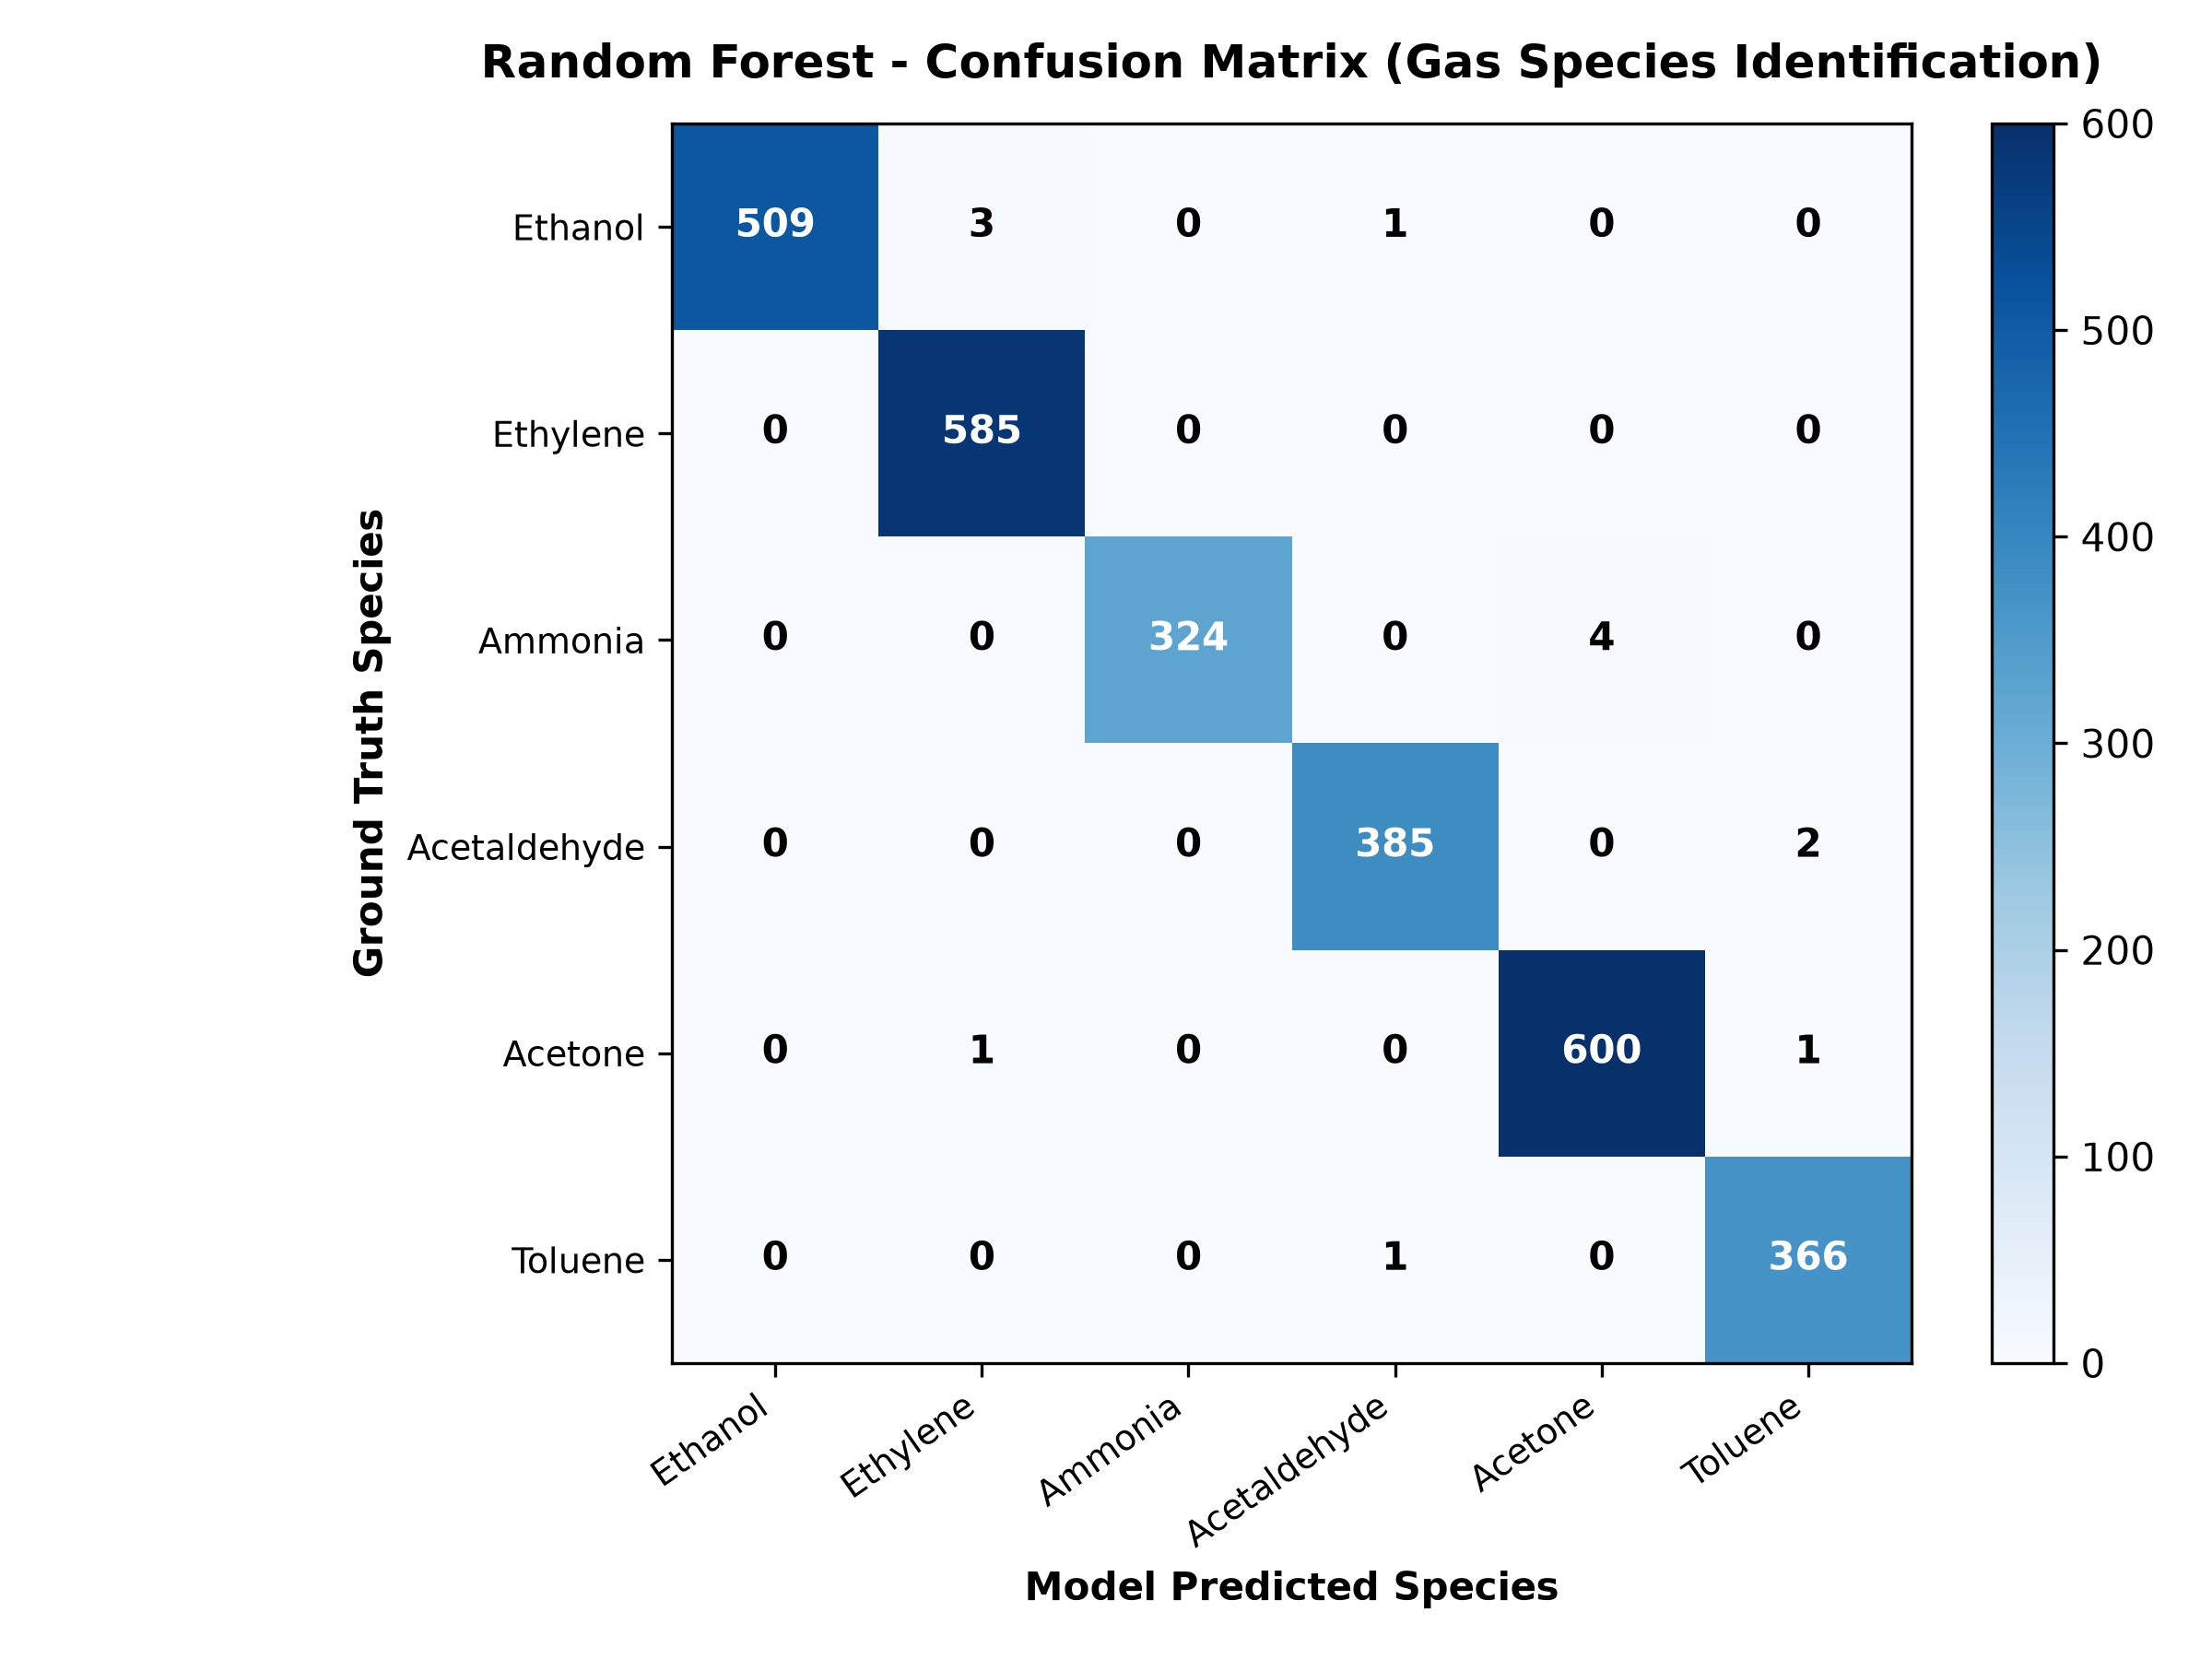 Random Forest - Confusion Matrix (Gas Species Identification)
600
500
400
300
200
100
0
Ground Truth Species
Ethanol 509 3 0 1 0 0
Ethylene 0 585 0 0 0 0
Ammonia 0 0 324 0 4 0
Acetaldehyde 0 0 0 385 0 2
Acetone 0 1 0 0 600 1
Toluene 0 0 0 1 0 366
Ethanol Ethylene Ammonia Acetaldehyde Acetone Toluene
Model Predicted Species